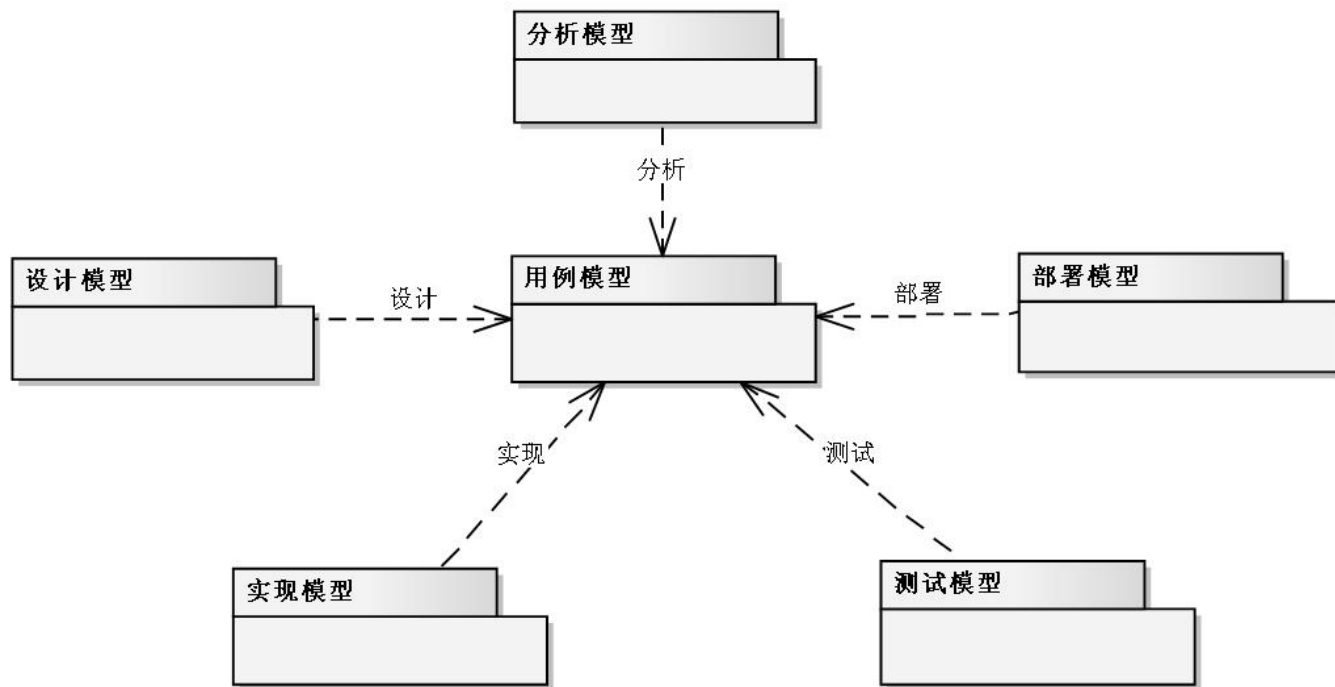 分析模型
分析
设计模型
设计
用例模型
部署
部署模型
实现
测试
实现模型
测试模型